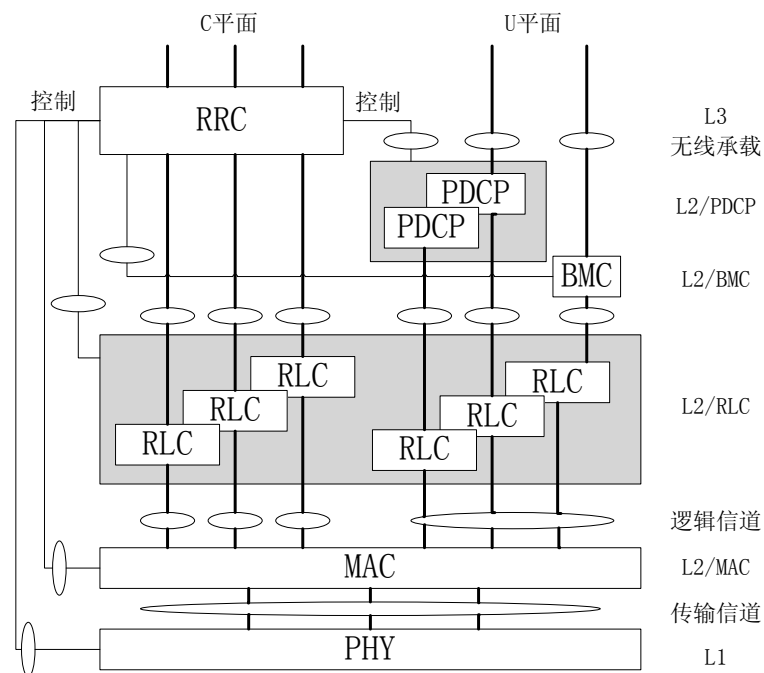 C平面
U平面
控制
控制
RRC
L3
无线承载
PDCP
PDCP
L2/PDCP
BMC
L2/BMC
RLC
RLC
RLC
RLC
RLC
RLC
L2/RLC
逻辑信道
MAC
L2/MAC
传输信道
PHY
L1